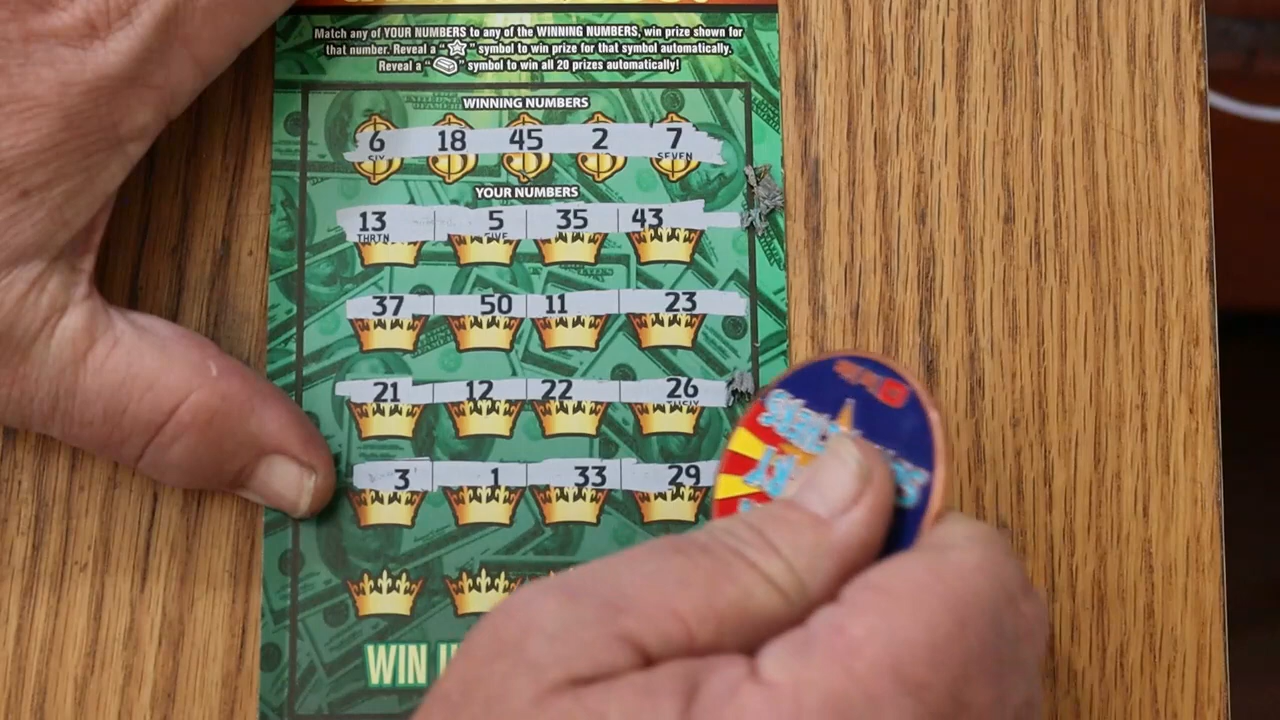 Match any of YOUR NUMBERS to any of the WINNING NUMBERS, win prize shown for
that number. Reveal a “ ” symbol to win prize for that symbol automatically.
Reveal a “ ” symbol to win all 20 prizes automatically!
WINNING NUMBERS
6 18 45 2 7
SIX SEVEN
YOUR NUMBERS
13 5 35 43
THRTN FIVE
37 50 11 23
21 12 22 26
TWSIX
3 1 33 29
WIN